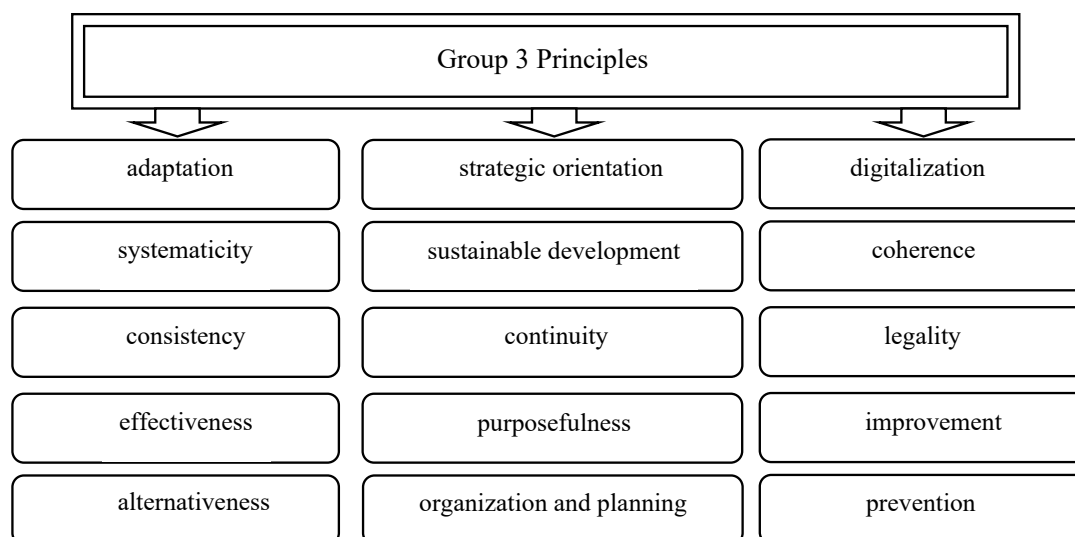 Group 3 Principles
adaptation
strategic orientation
digitalization
systematicity
sustainable development
coherence
consistency
continuity
legality
effectiveness
purposefulness
improvement
alternativeness
organization and planning
prevention